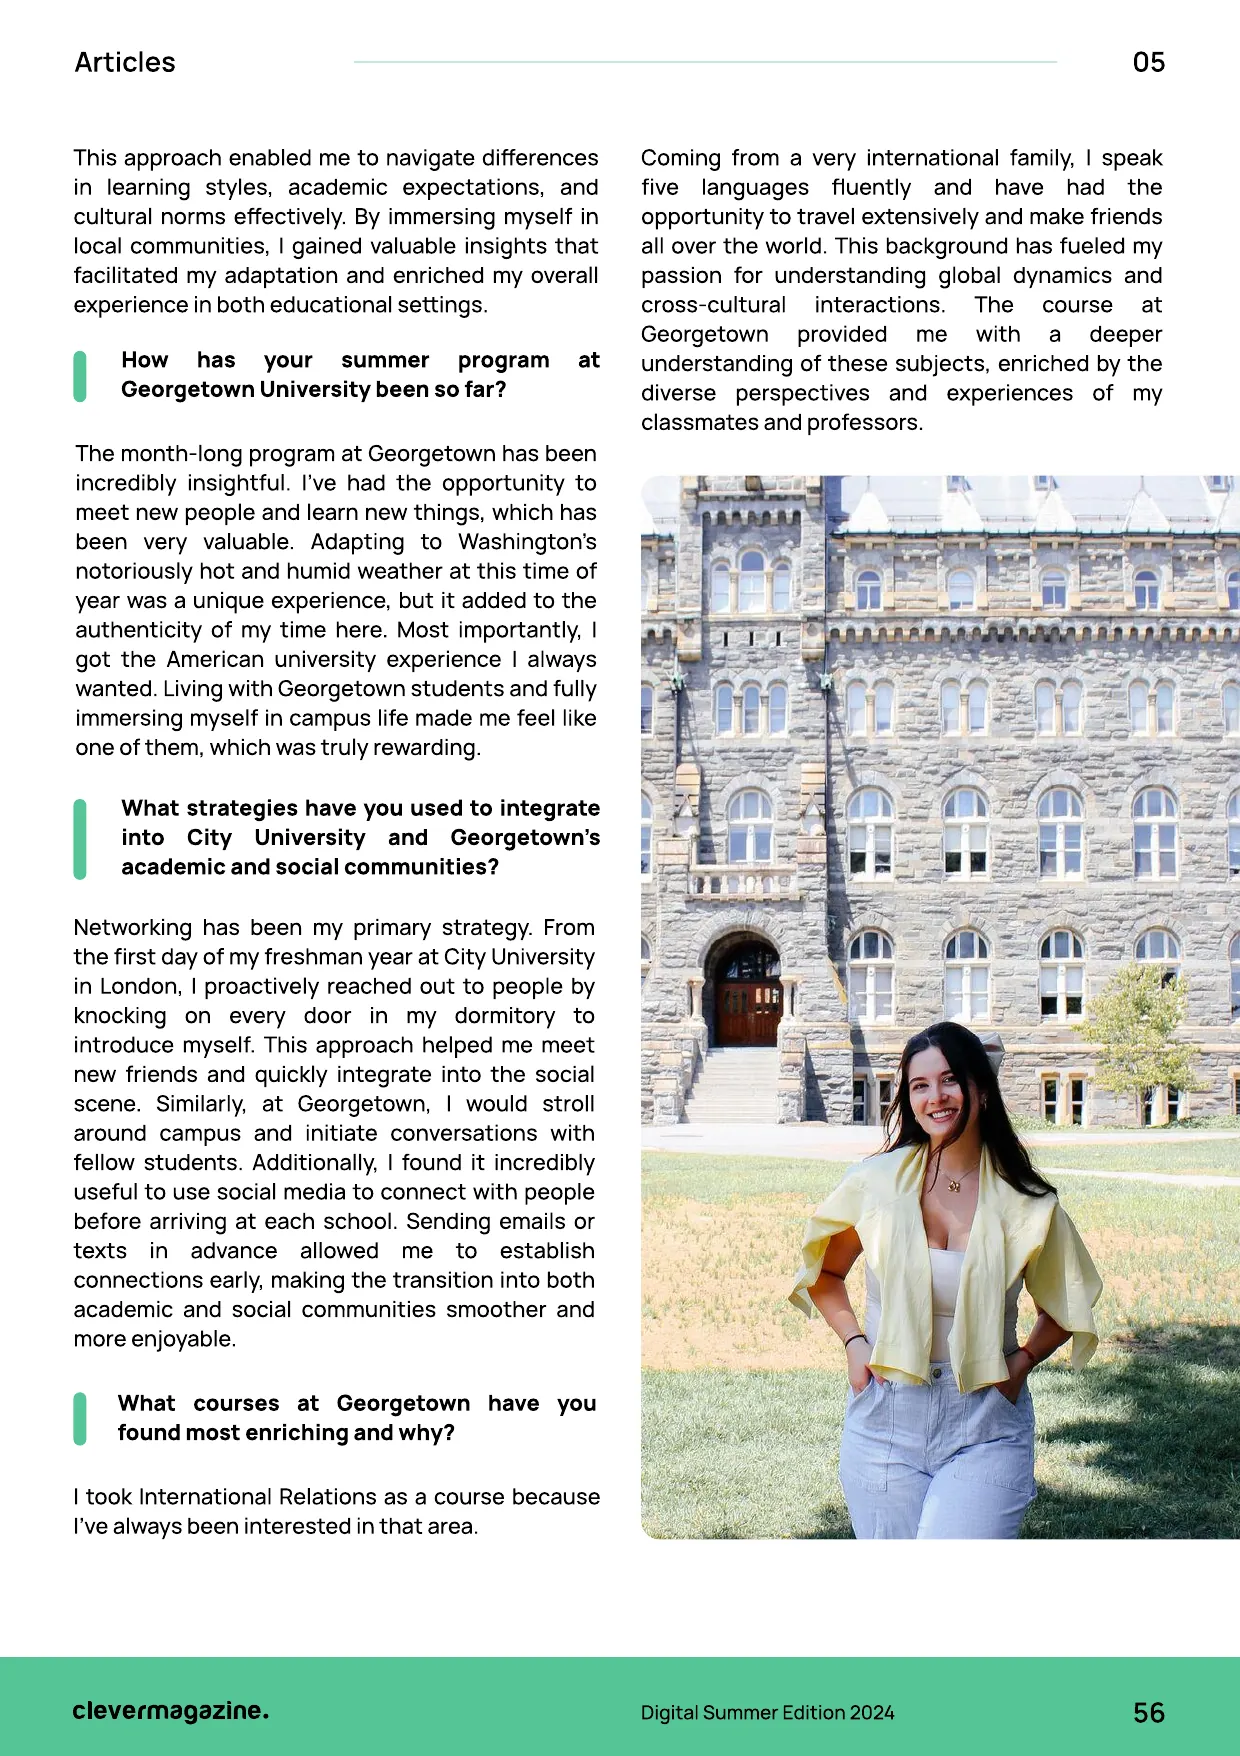 Articles
05
This approach enabled me to navigate differences
in learning styles, academic expectations, and
cultural norms effectively. By immersing myself in
local communities, I gained valuable insights that
facilitated my adaptation and enriched my overall
experience in both educational settings.
How has your summer program at
Georgetown University been so far?
The month-long program at Georgetown has been
incredibly insightful. I've had the opportunity to
meet new people and learn new things, which has
been very valuable. Adapting to Washington's
notoriously hot and humid weather at this time of
year was a unique experience, but it added to the
authenticity of my time here. Most importantly, I
got the American university experience I always
wanted. Living with Georgetown students and fully
immersing myself in campus life made me feel like
one of them, which was truly rewarding.
What strategies have you used to integrate
into City University and Georgetown's
academic and social communities?
Networking has been my primary strategy. From
the first day of my freshman year at City University
in London, I proactively reached out to people by
knocking on every door in my dormitory to
introduce myself. This approach helped me meet
new friends and quickly integrate into the social
scene. Similarly, at Georgetown, I would stroll
around campus and initiate conversations with
fellow students. Additionally, I found it incredibly
useful to use social media to connect with people
before arriving at each school. Sending emails or
texts in advance allowed me to establish
connections early, making the transition into both
academic and social communities smoother and
more enjoyable.
What courses at Georgetown have you
found most enriching and why?
I took International Relations as a course because
I've always been interested in that area.
Coming from a very international family, I speak
five languages fluently and have had the
opportunity to travel extensively and make friends
all over the world. This background has fueled my
passion for understanding global dynamics and
cross-cultural interactions. The course at
Georgetown provided me with a deeper
understanding of these subjects, enriched by the
diverse perspectives and experiences of my
classmates and professors.
clevermagazine.
Digital Summer Edition 2024
56